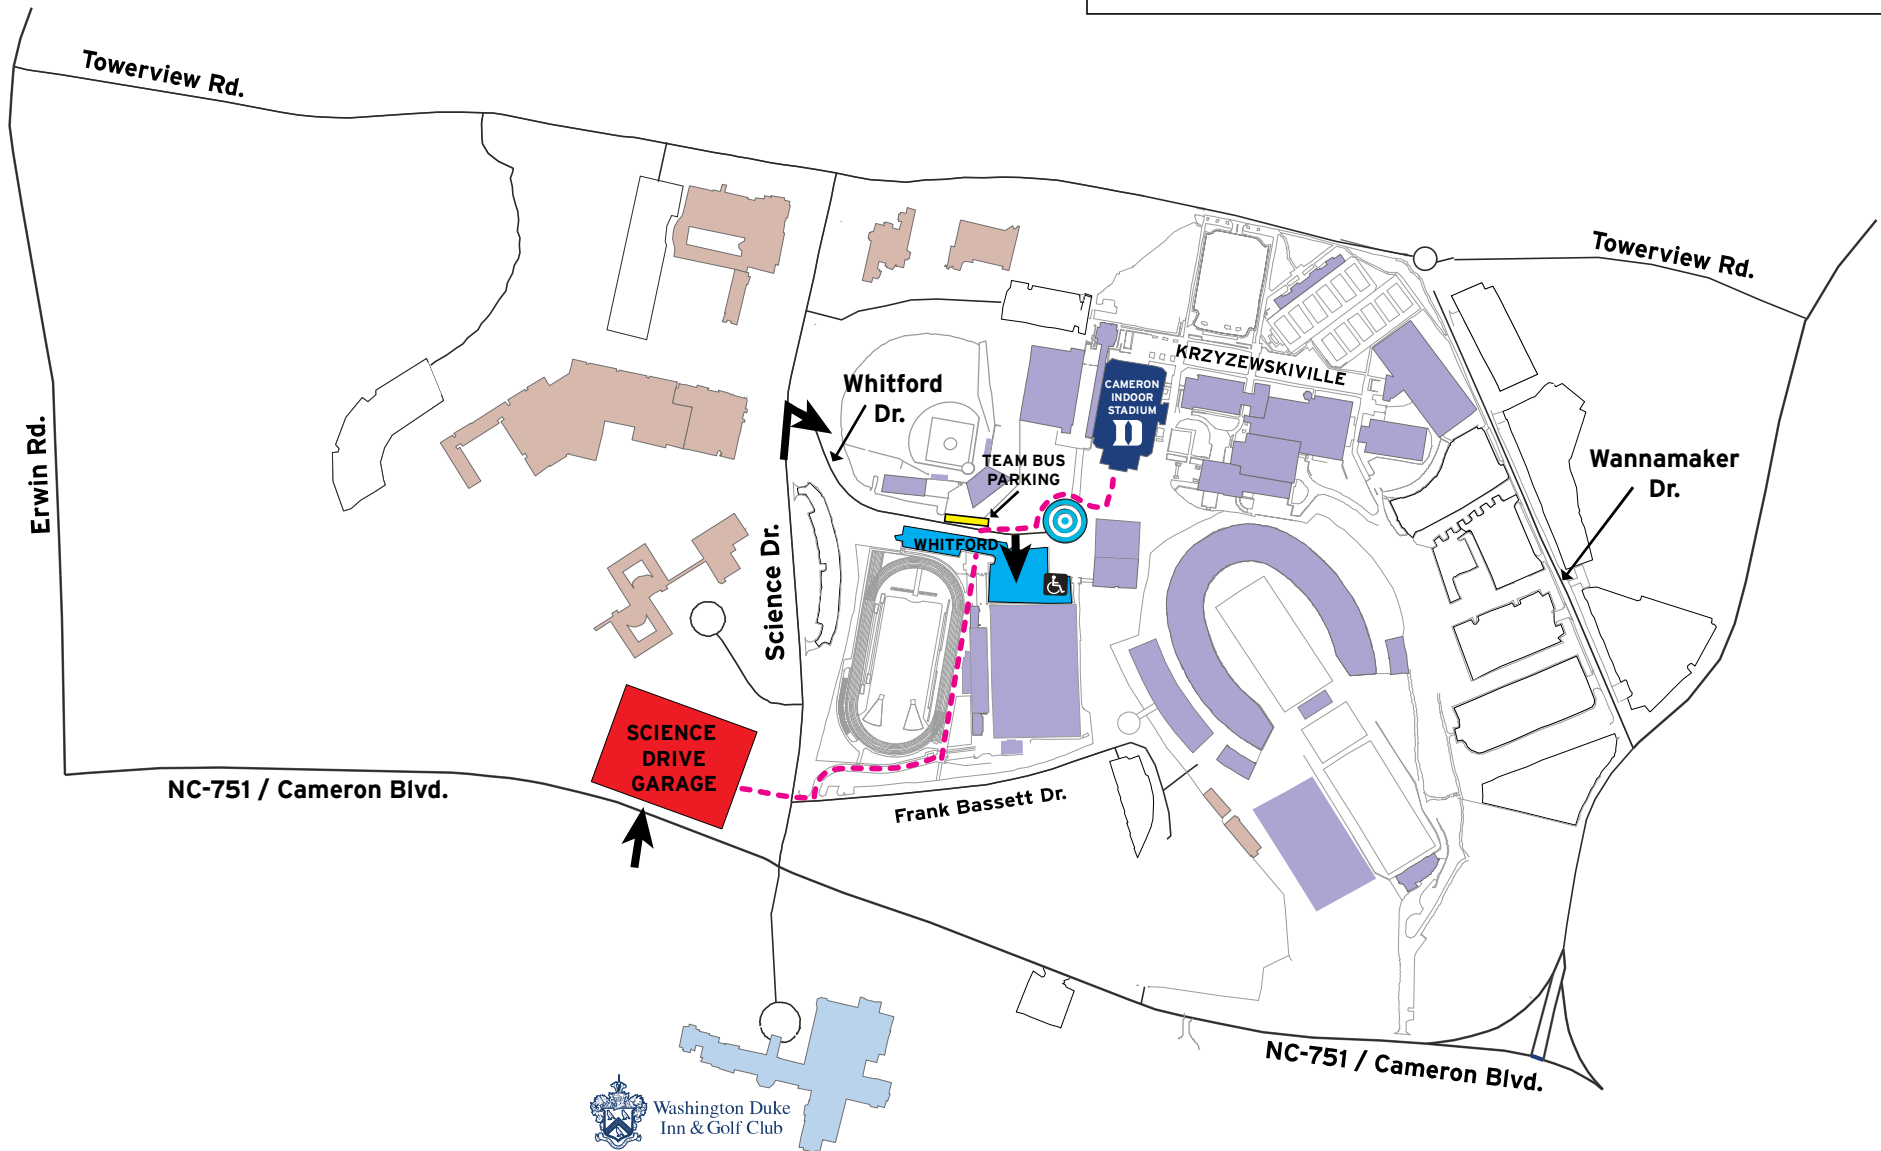 Towerview Rd.
Towerview Rd.
KRZYZEWSKIVILLE
Whitford
Dr.
CAMERON
INDOOR
STADIUM
D
TEAM BUS
PARKING
Wannamaker
Dr.
Erwin Rd.
WHITFORD
Science Dr.
SCIENCE
DRIVE
GARAGE
NC-751 / Cameron Blvd.
Frank Bassett Dr.
NC-751 / Cameron Blvd.
Washington Duke
Inn & Golf Club